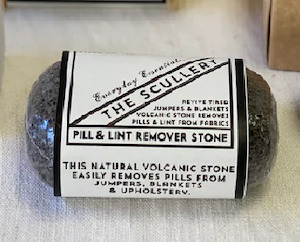 Everyday Essential
THE SCULLERY
REVIVE TIRED
JUMPERS & BLANKETS
VOLCANIC STONE REMOVES
PILLS & LINT FROM FABRICS
PILL & LINT REMOVER STONE
THIS NATURAL VOLCANIC STONE
EASILY REMOVES PILLS FROM
JUMPERS, BLANKETS
& UPHOLSTERY.